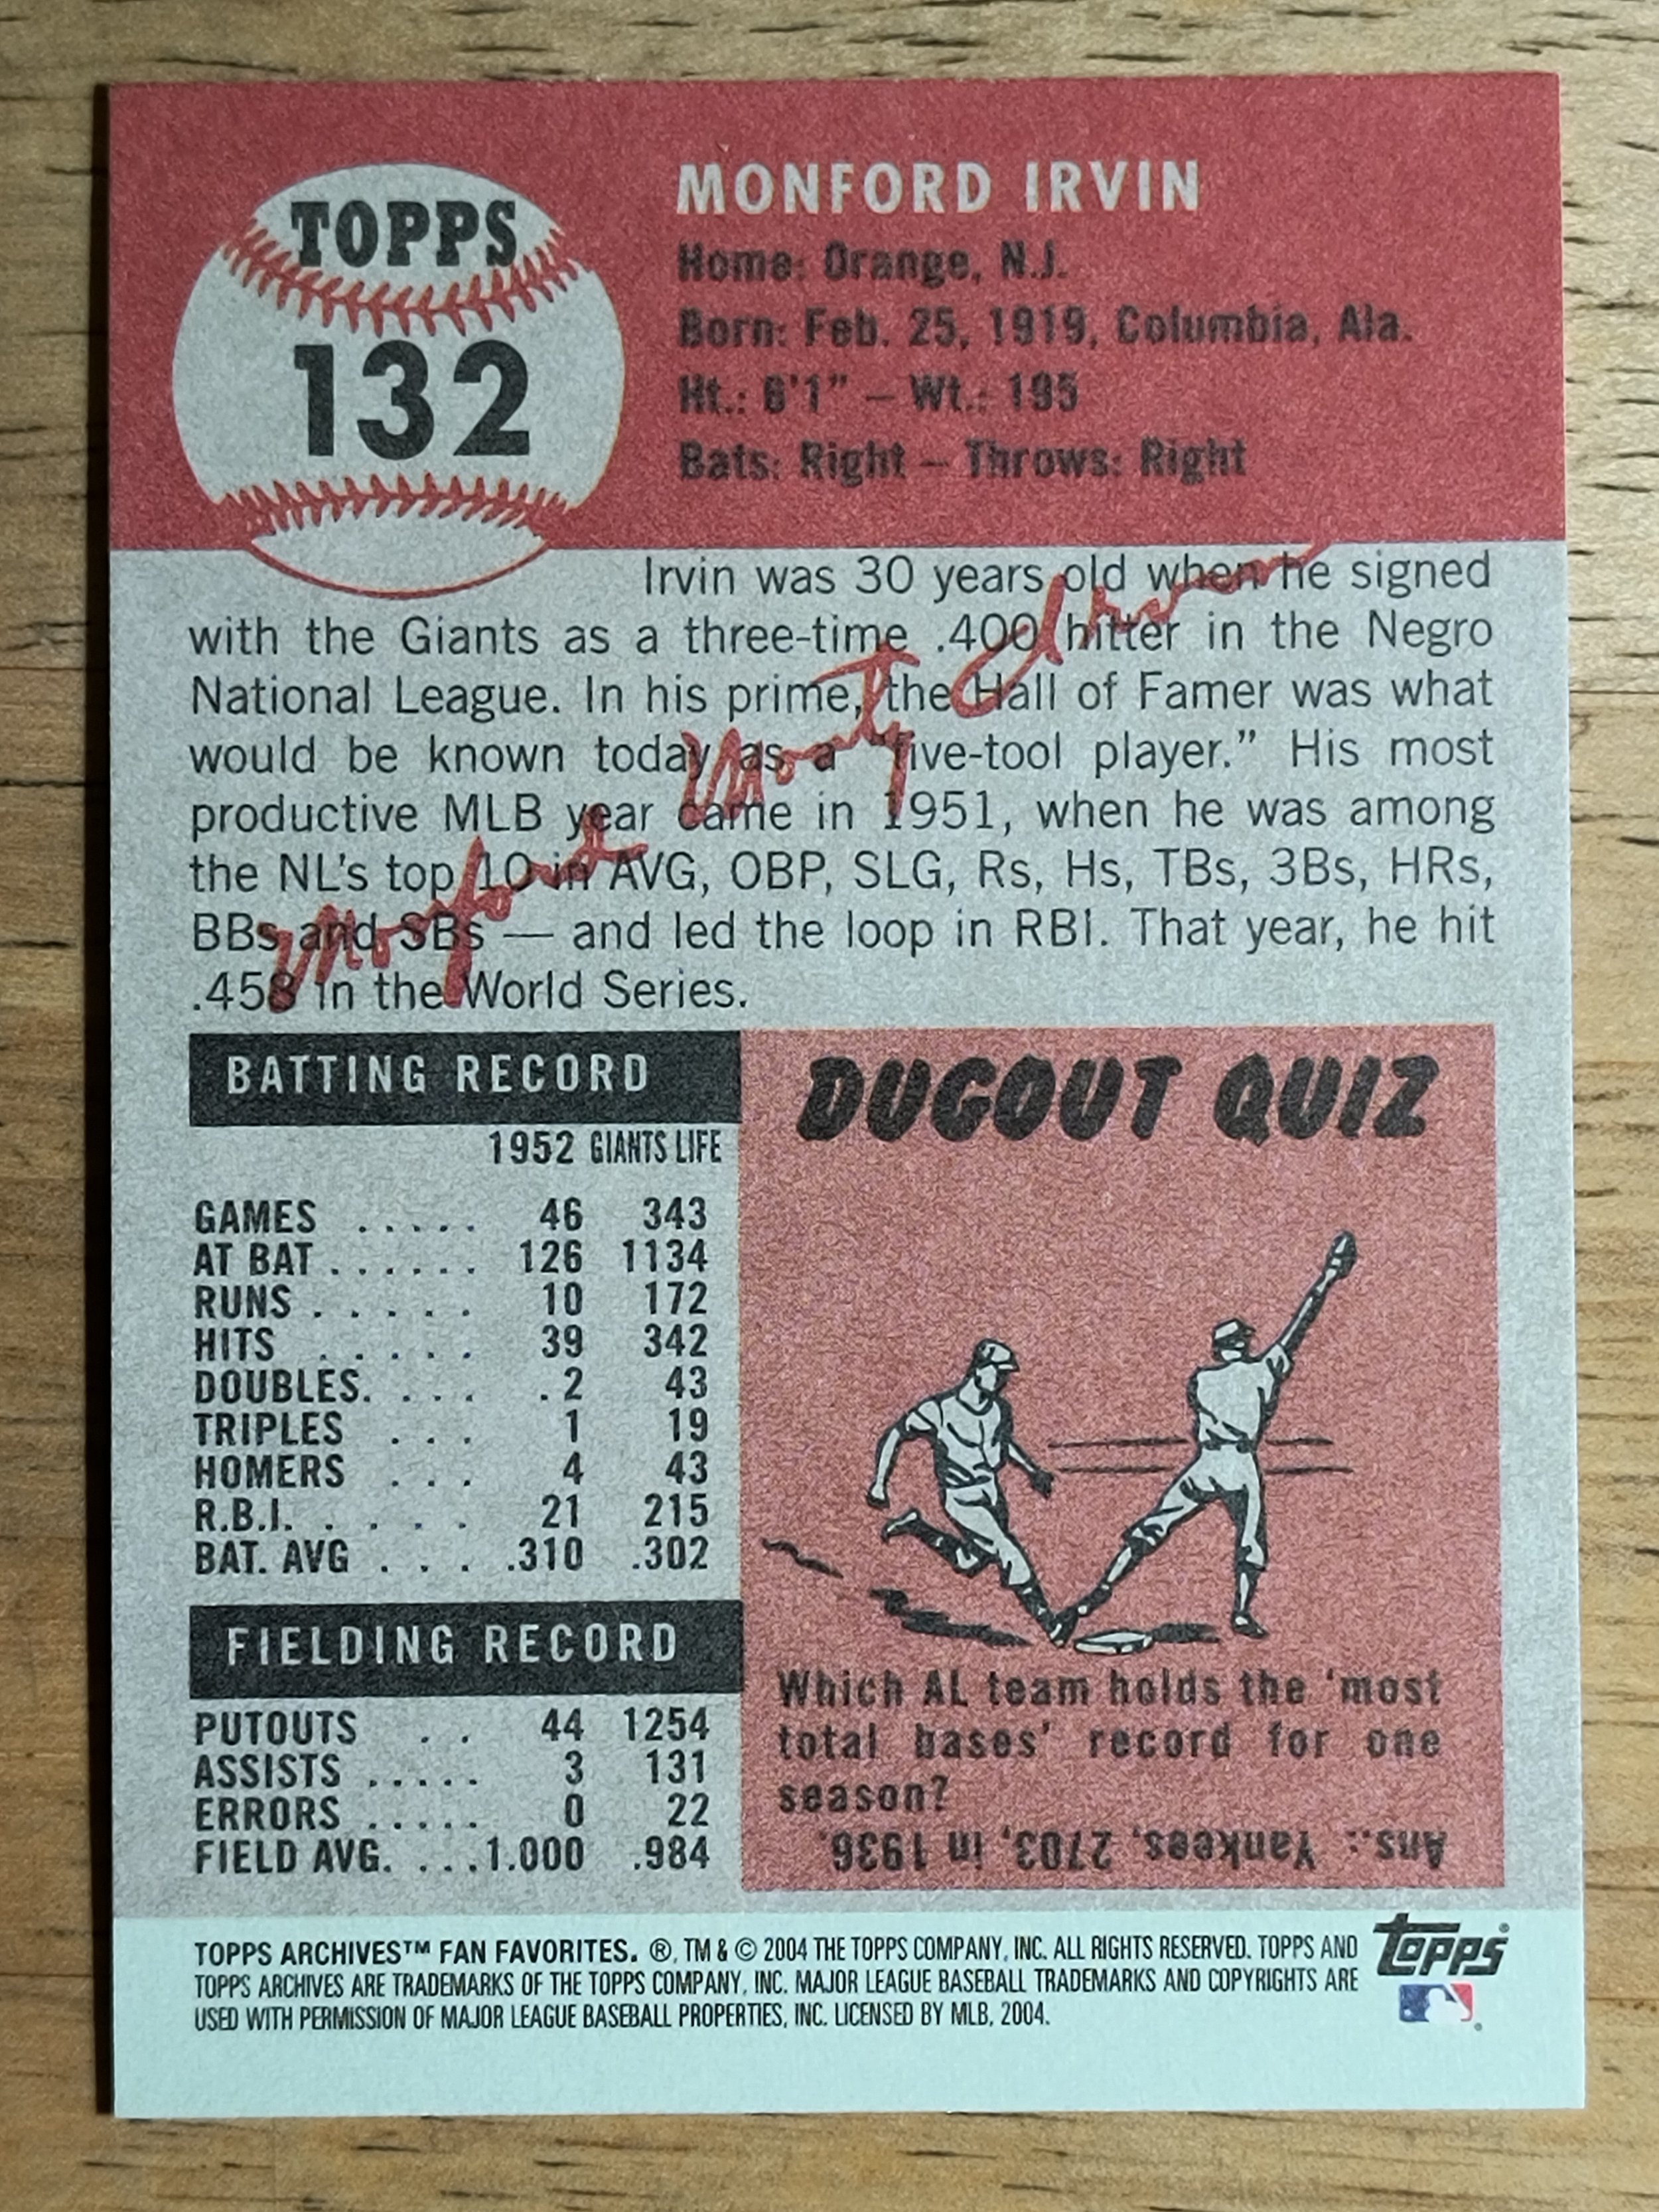 TOPPS
132
MONFORD IRVIN
Home: Orange, N.J.
Born: Feb. 25, 1919, Columbia, Ala.
Ht.: 6'1" – Wt.: 195
Bats: Right – Throws: Right
Irvin was 30 years old when he signed
with the Giants as a three-time .400 hitter in the Negro
National League. In his prime, the Hall of Famer was what
would be known today as a "five-tool player." His most
productive MLB year came in 1951, when he was among
the NL's top 10 in AVG, OBP, SLG, Rs, Hs, TBs, 3Bs, HRs,
BBs and SBs — and led the loop in RBI. That year, he hit
.458 in the World Series.
Monford Monty Irvin
BATTING RECORD
1952 GIANTS LIFE
GAMES ..... 46 343
AT BAT ...... 126 1134
RUNS ..... 10 172
HITS ..... 39 342
DOUBLES. ... . 2 43
TRIPLES ... 1 19
HOMERS ... 4 43
R.B.I. .... 21 215
BAT. AVG ... .310 .302
FIELDING RECORD
PUTOUTS .. 44 1254
ASSISTS ..... 3 131
ERRORS ..... 0 22
FIELD AVG. ...1.000 .984
DUGOUT QUIZ
Which AL team holds the 'most
total bases' record for one
season?
Ans.: Yankees, 2703, in 1936.
TOPPS ARCHIVES™ FAN FAVORITES. ®, TM & © 2004 THE TOPPS COMPANY, INC. ALL RIGHTS RESERVED. TOPPS AND
TOPPS ARCHIVES ARE TRADEMARKS OF THE TOPPS COMPANY, INC. MAJOR LEAGUE BASEBALL TRADEMARKS AND COPYRIGHTS ARE
USED WITH PERMISSION OF MAJOR LEAGUE BASEBALL PROPERTIES, INC. LICENSED BY MLB, 2004.
topps®